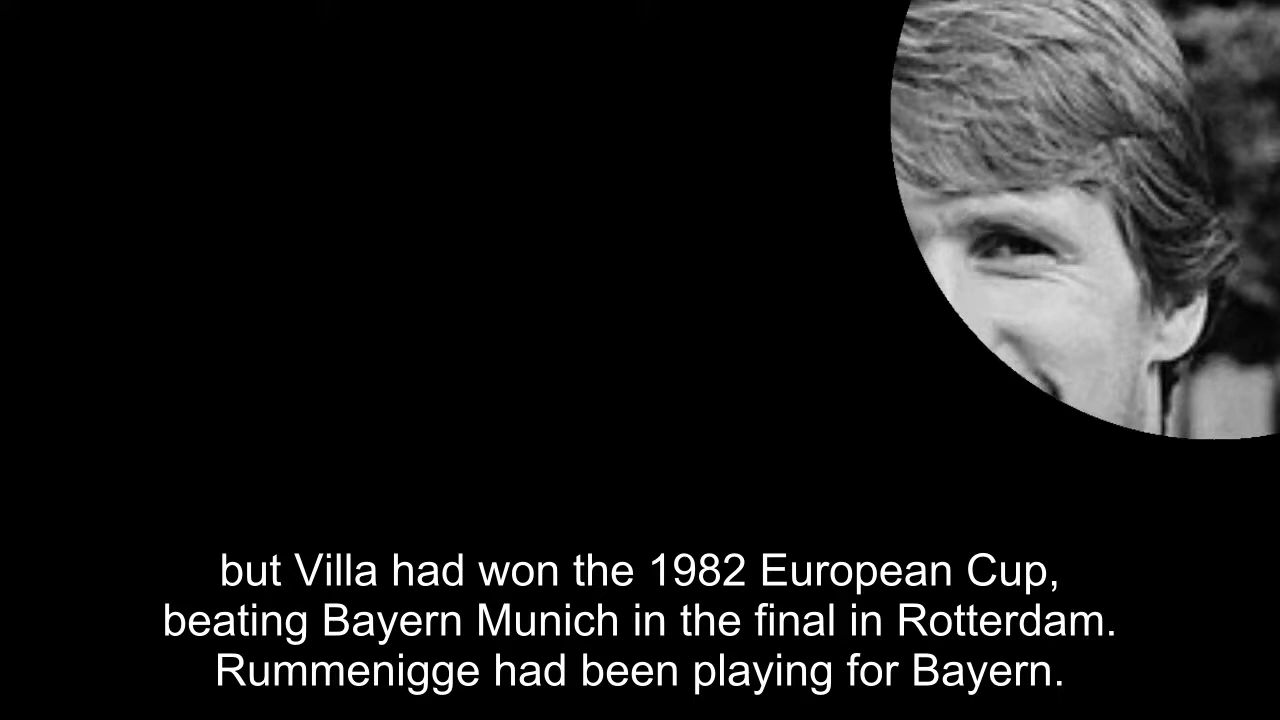 but Villa had won the 1982 European Cup,
beating Bayern Munich in the final in Rotterdam.
Rummenigge had been playing for Bayern.